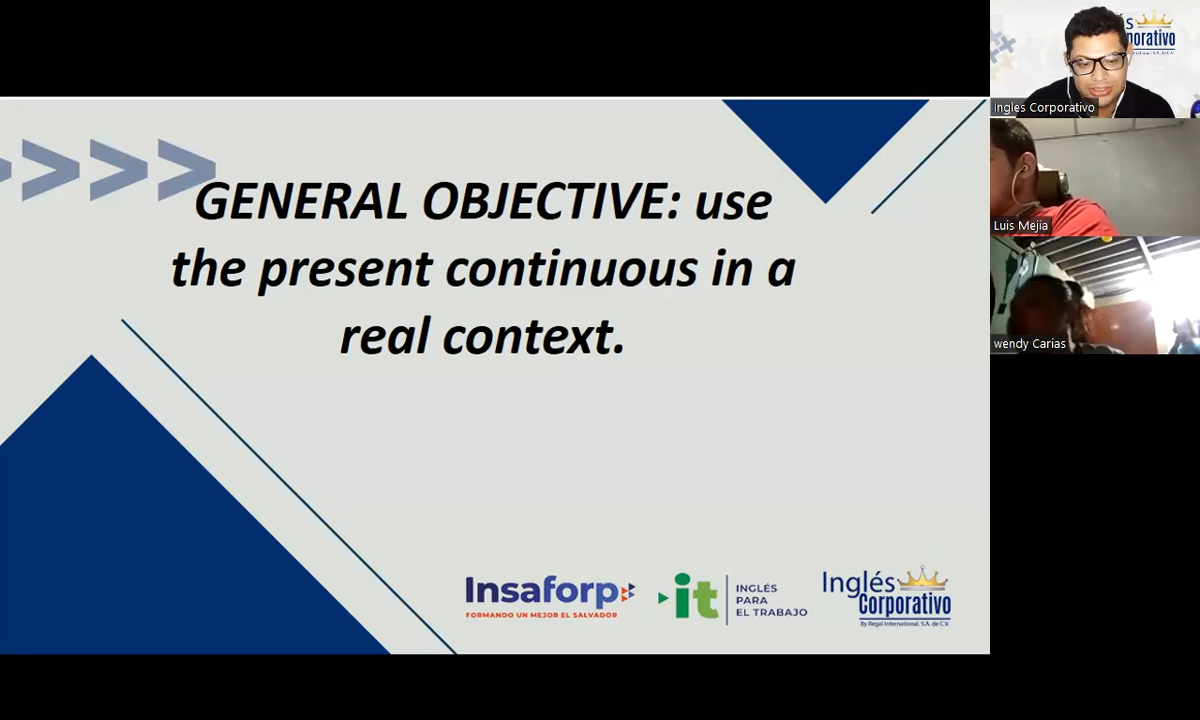 >>>>
GENERAL OBJECTIVE: use
the present continuous in a
real context.
Insaforp
FORMANDO UN MEJOR EL SALVADOR
it
INGLÉS
PARA
EL TRABAJO
Inglés
Corporativo
By Regal International, S.A. de C.V.
Ingles Corporativo
Luis Mejia
wendy Carias